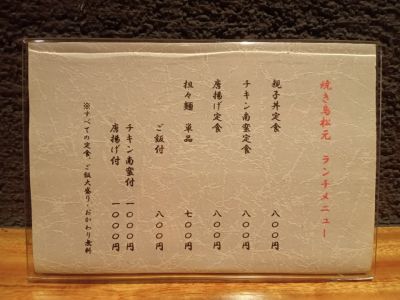 焼き鳥松元 ランチメニュー
親子丼定食 八〇〇円
チキン南蛮定食 八〇〇円
唐揚げ定食 八〇〇円
担々麺 単品 七〇〇円
ご飯付 八〇〇円
チキン南蛮付 一〇〇〇円
唐揚げ付 一〇〇〇円
※すべての定食、ご飯大盛り・おかわり無料